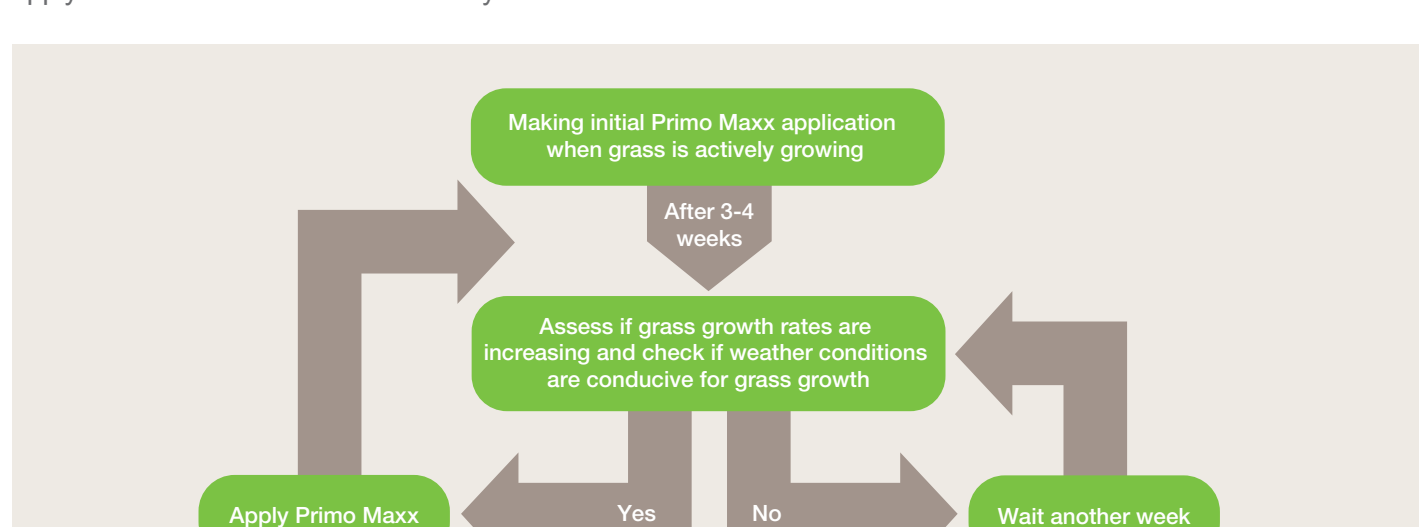 Making initial Primo Maxx application
when grass is actively growing
After 3-4
weeks
Assess if grass growth rates are
increasing and check if weather conditions
are conducive for grass growth
Apply Primo Maxx
Yes
No
Wait another week